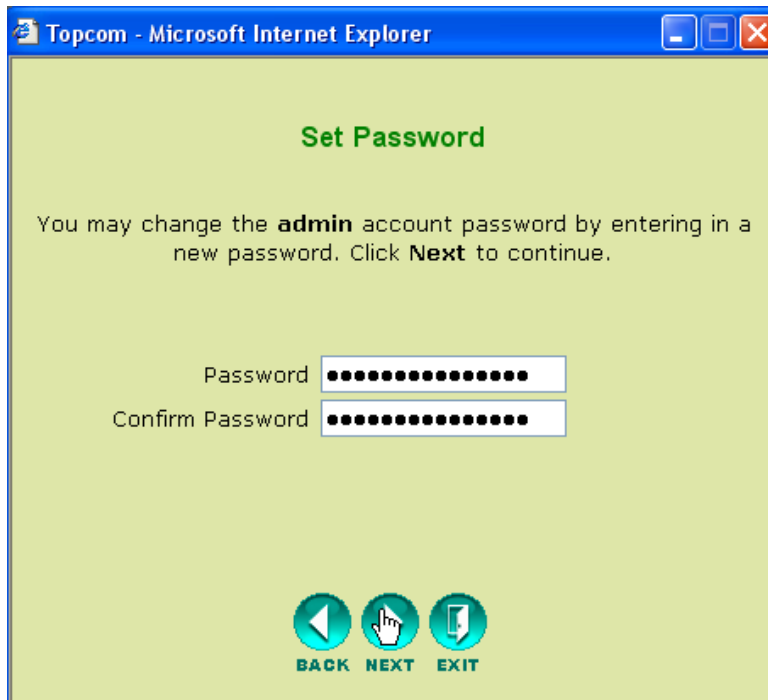 Topcom - Microsoft Internet Explorer
Set Password
You may change the admin account password by entering in a
new password. Click Next to continue.
Password •••••••••••••••
Confirm Password •••••••••••••••
BACK NEXT EXIT